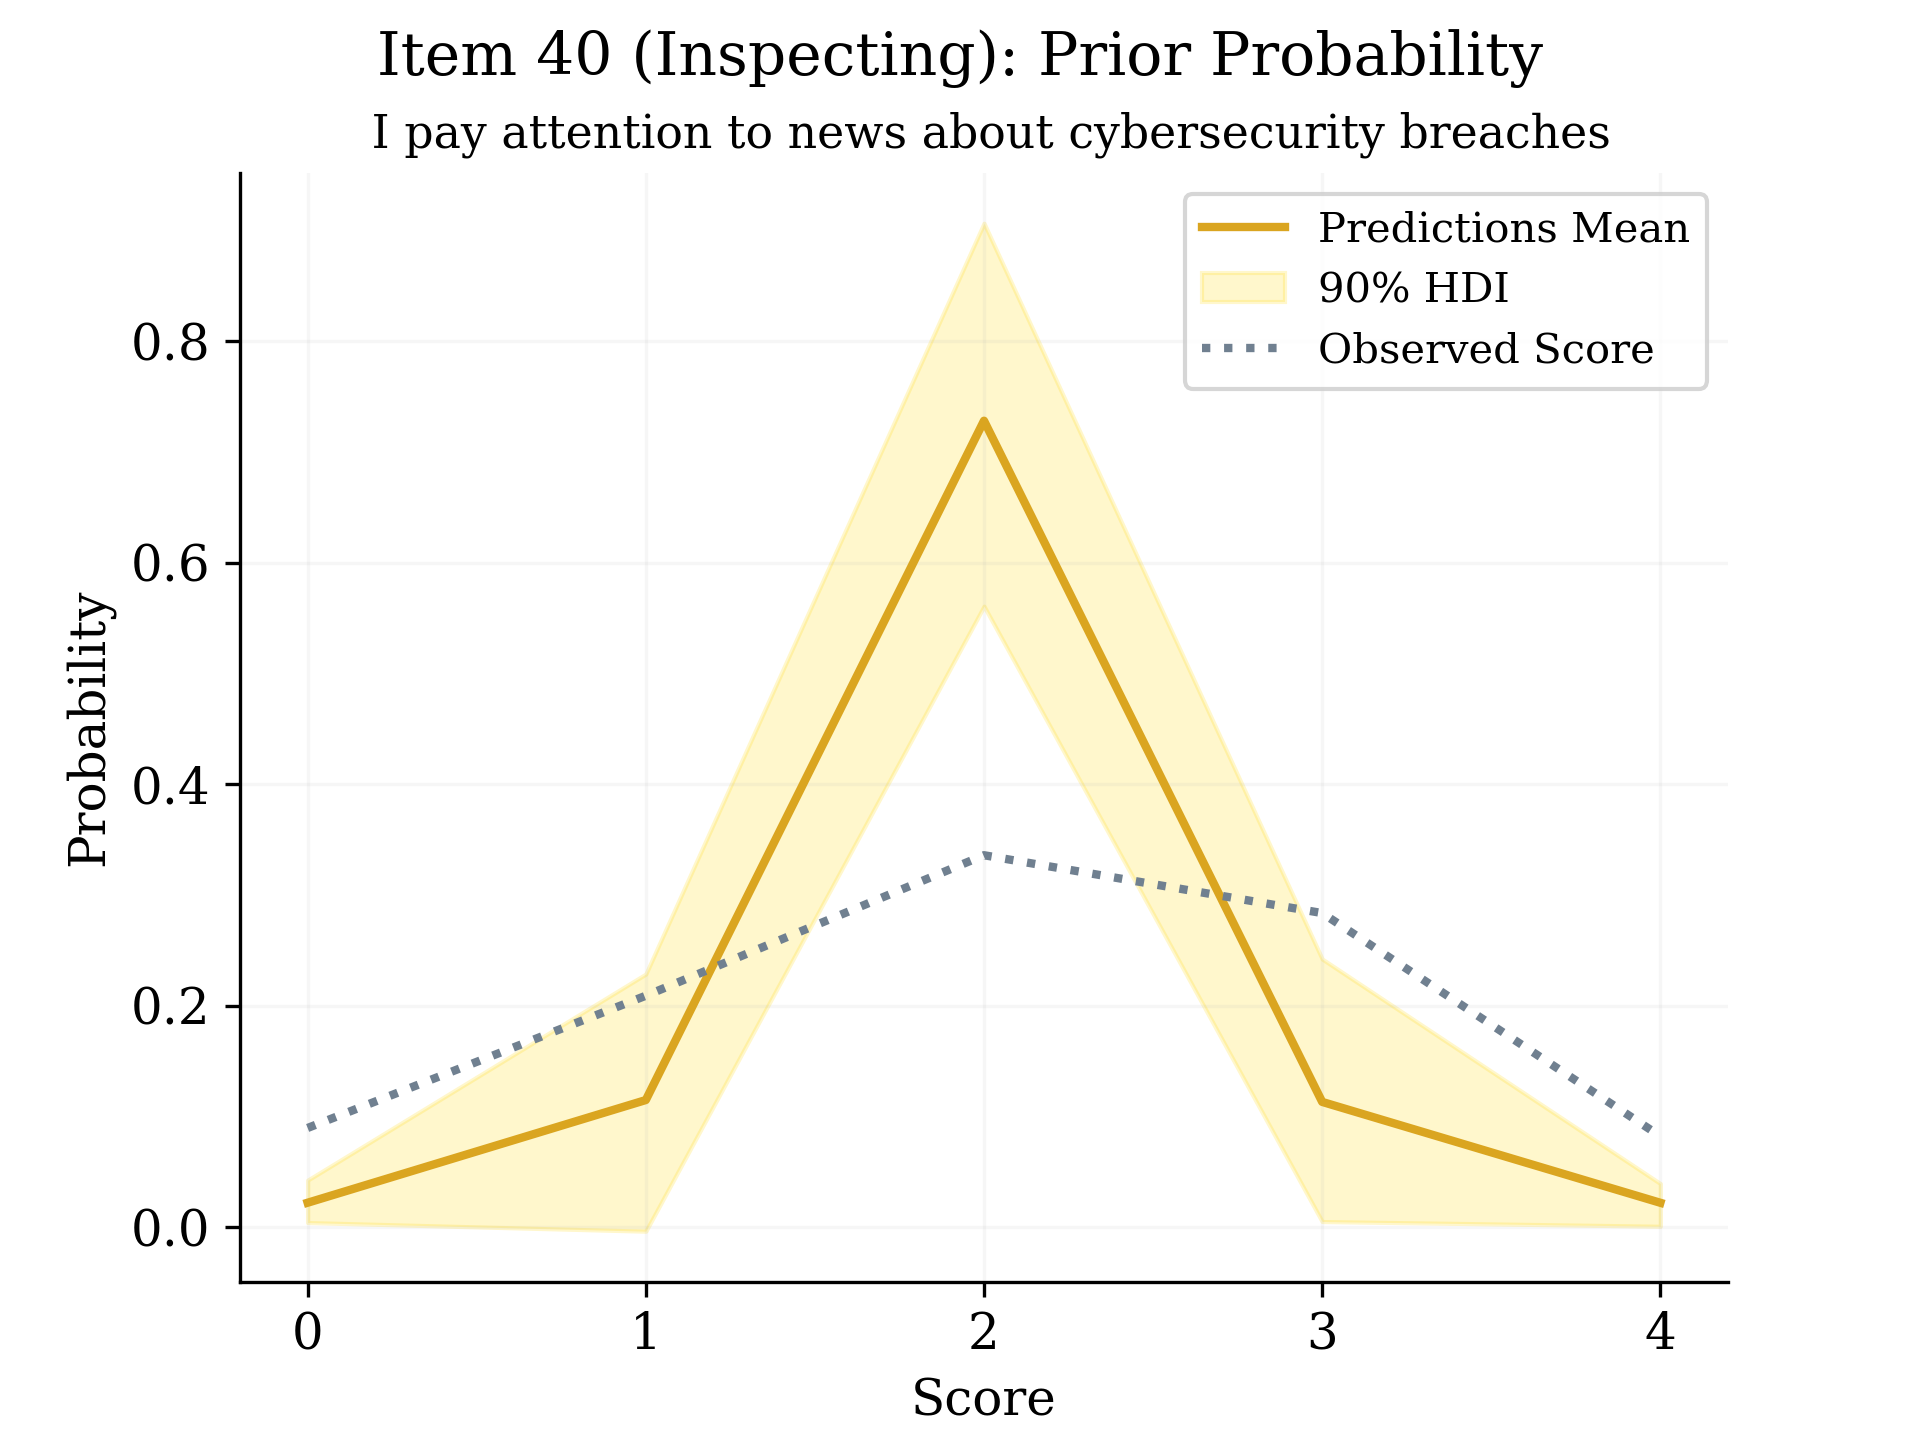 Item 40 (Inspecting): Prior Probability
I pay attention to news about cybersecurity breaches
Predictions Mean
90% HDI
Observed Score
Probability
0.8
0.6
0.4
0.2
0.0
0 1 2 3 4
Score